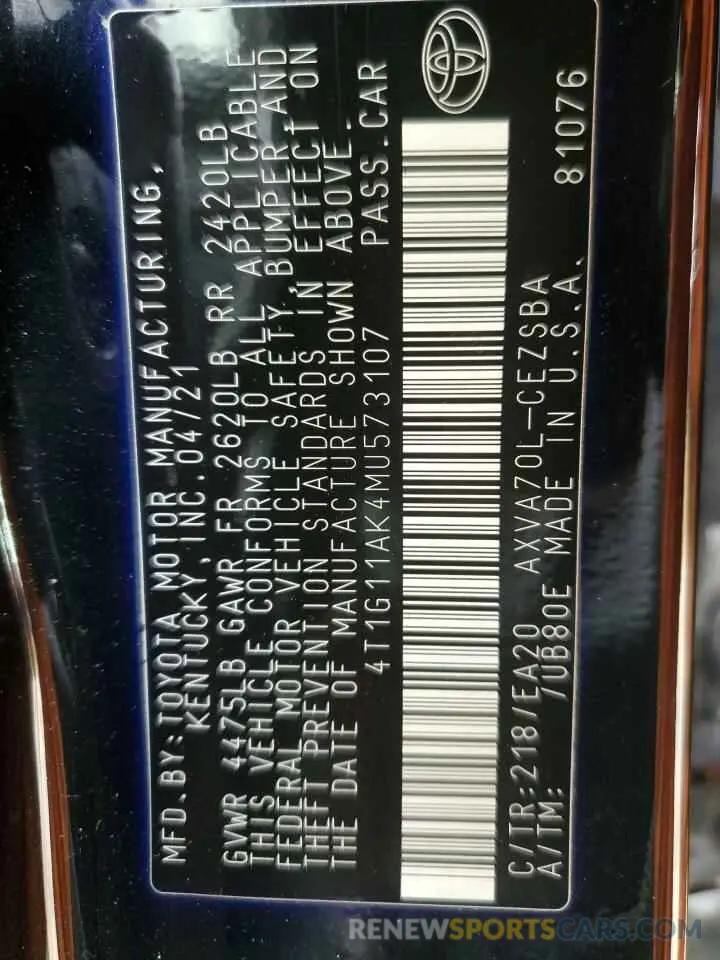 MFD.BY:TOYOTA MOTOR MANUFACTURING,
KENTUCKY, INC.04/21
GVWR 4475LB GAWR FR 2620LB RR 2420LB
THIS VEHICLE CONFORMS TO ALL APPLICABLE
FEDERAL MOTOR VEHICLE SAFETY,BUMPER,AND
THEFT PREVENTION STANDARDS IN EFFECT ON
THE DATE OF MANUFACTURE SHOWN ABOVE.
4T1G11AK4MU573107 PASS.CAR
C/TR:218/EA20 AXVA70L-CEZSBA
A/TM: /UB80E MADE IN U.S.A. 81076
RENEWSPORTSCARS.COM